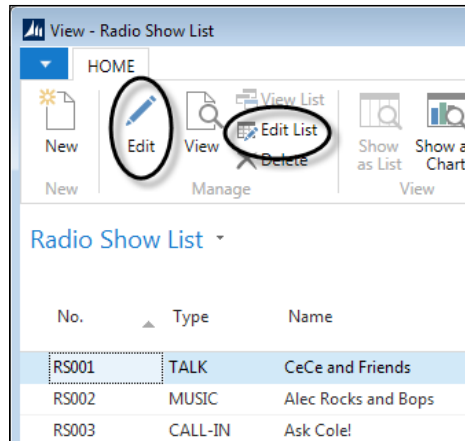 View - Radio Show List
HOME
New
Edit
View
View List
Edit List
Delete
Show as List
Show a
Chart
New
Manage
View
Radio Show List
No. Type Name
RS001 TALK CeCe and Friends
RS002 MUSIC Alec Rocks and Bops
RS003 CALL-IN Ask Cole!